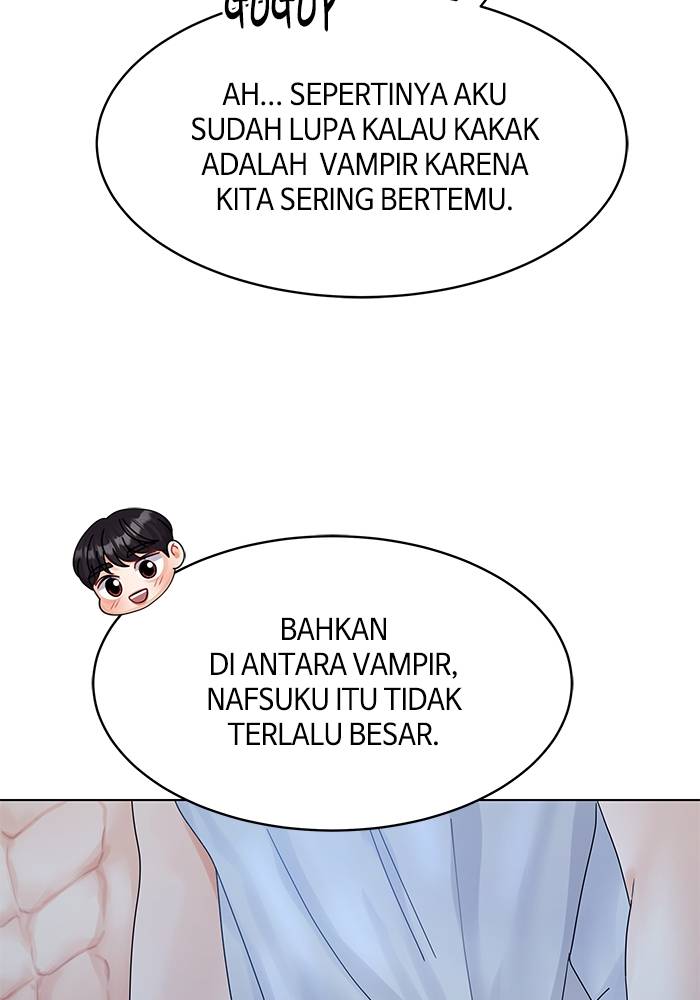 GUGUP
AH... SEPERTINYA AKU
SUDAH LUPA KALAU KAKAK
ADALAH VAMPIR KARENA
KITA SERING BERTEMU.
BAHKAN
DI ANTARA VAMPIR,
NAFSUKU ITU TIDAK
TERLALU BESAR.